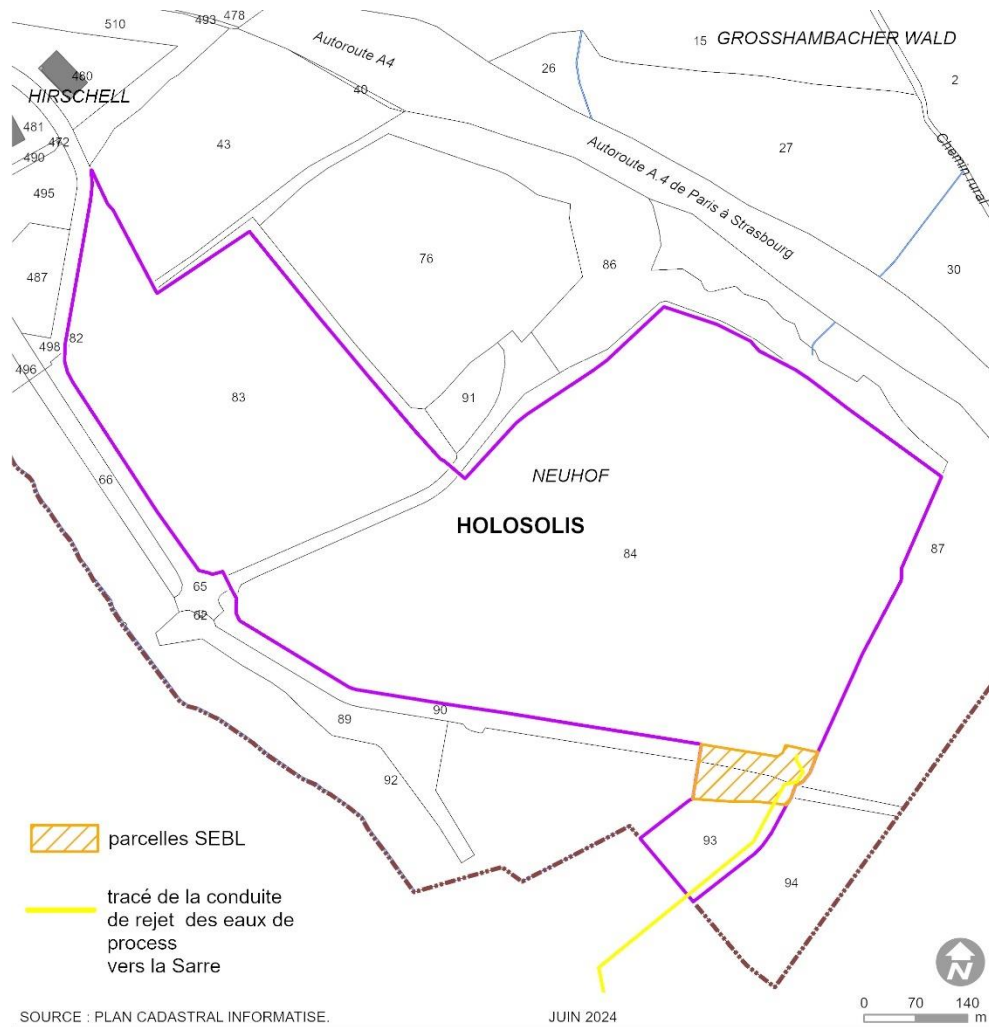 510
493
478
Autoroute A4
15
GROSSHAMBACHER WALD
26
2
480
40
HIRSCHELL
481
472
490
43
27
Autoroute A.4 de Paris à Strasbourg
Chemin rural
495
76
86
30
487
82
498
496
83
91
66
NEUHOF
HOLOSOLIS
84
87
65
62
90
89
92
93
94
parcelles SEBL
tracé de la conduite
de rejet des eaux de
process
vers la Sarre
N
SOURCE : PLAN CADASTRAL INFORMATISE.
JUIN 2024
0 70 140
m